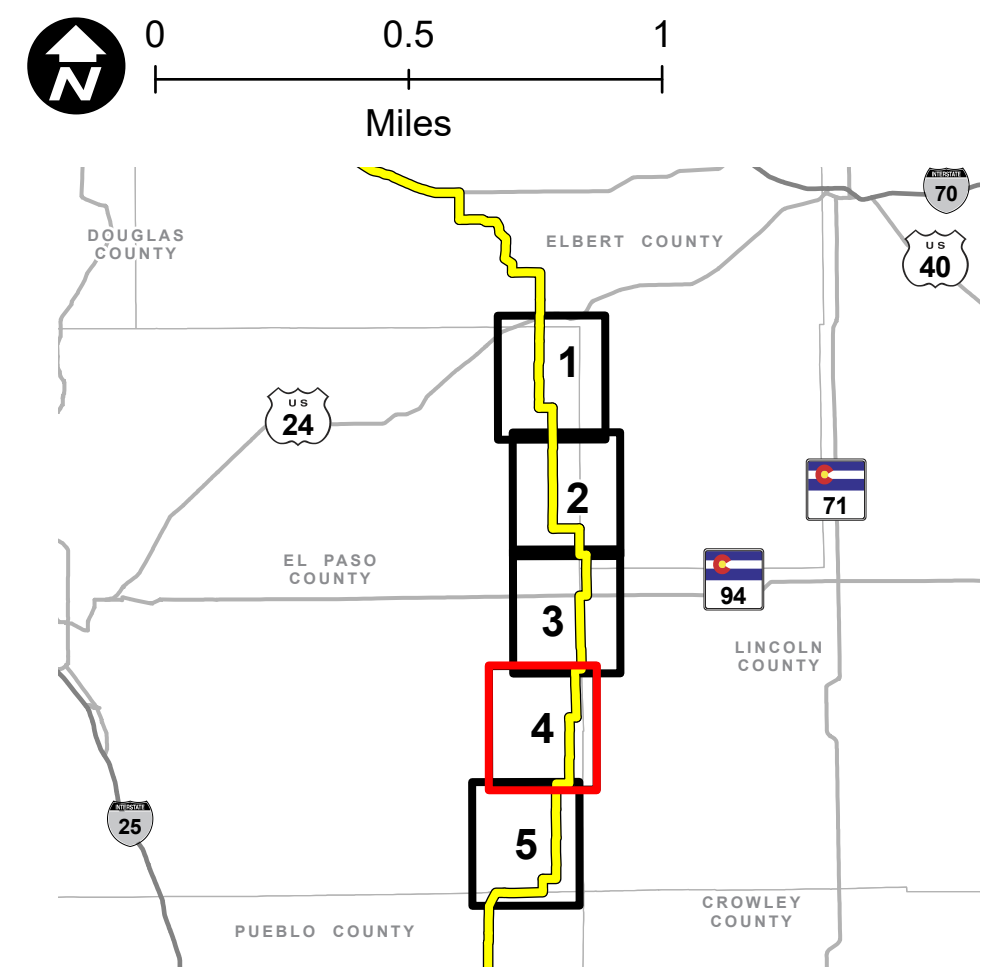 N
0 0.5 1
Miles
INTERSTATE
70
DOUGLAS
COUNTY
ELBERT COUNTY
US
40
1
US
24
2
71
EL PASO
COUNTY
94
3
LINCOLN
COUNTY
4
INTERSTATE
25
5
CROWLEY
COUNTY
PUEBLO COUNTY